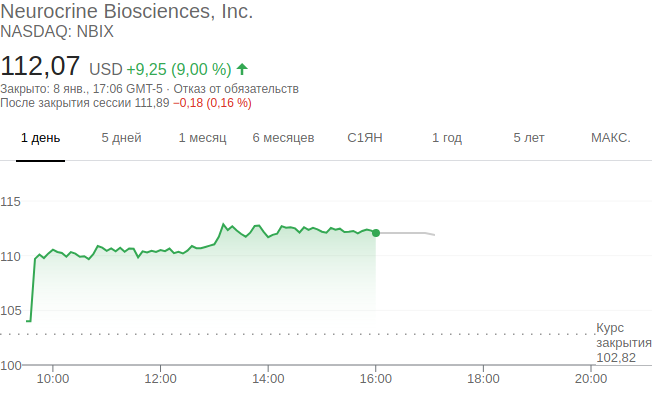 Neurocrine Biosciences, Inc.
NASDAQ: NBIX
112,07 USD +9,25 (9,00 %)
Закрыто: 8 янв., 17:06 GMT-5 · Отказ от обязательств
После закрытия сессии 111,89 −0,18 (0,16 %)
1 день 5 дней 1 месяц 6 месяцев С1ЯН 1 год 5 лет МАКС.
115
110
105
Курс
закрытия
102,82
100
10:00 12:00 14:00 16:00 18:00 20:00